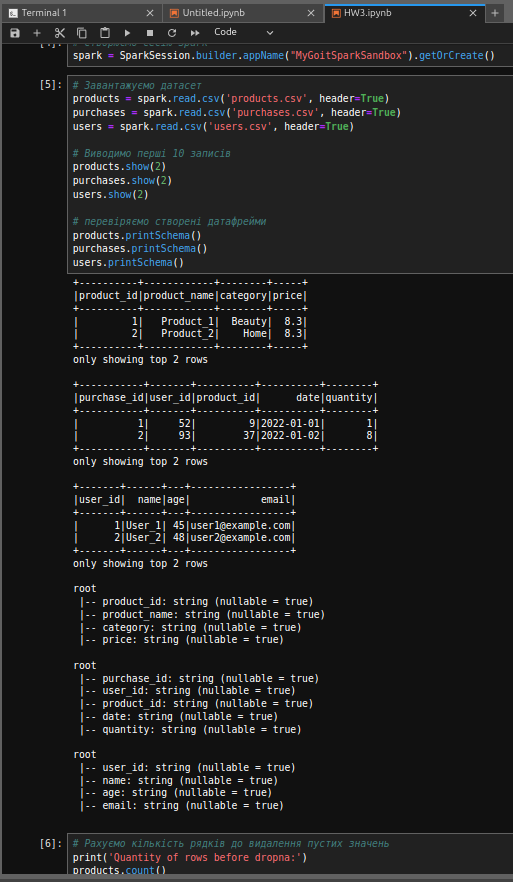 Terminal 1
Untitled.ipynb
HW3.ipynb
Code
spark = SparkSession.builder.appName("MyGoitSparkSandbox").getOrCreate()
[5]:
# Завантажуємо датасет
products = spark.read.csv('products.csv', header=True)
purchases = spark.read.csv('purchases.csv', header=True)
users = spark.read.csv('users.csv', header=True)
# Виводимо перші 10 записів
products.show(2)
purchases.show(2)
users.show(2)
# перевіряємо створені датафрейми
products.printSchema()
purchases.printSchema()
users.printSchema()
+----------+------------+--------+-----+
|product_id|product_name|category|price|
+----------+------------+--------+-----+
|         1|   Product_1|  Beauty|  8.3|
|         2|   Product_2|    Home|  8.3|
+----------+------------+--------+-----+
only showing top 2 rows
+-----------+-------+----------+----------+--------+
|purchase_id|user_id|product_id|      date|quantity|
+-----------+-------+----------+----------+--------+
|          1|     52|         9|2022-01-01|       1|
|          2|     93|        37|2022-01-02|       8|
+-----------+-------+----------+----------+--------+
only showing top 2 rows
+-------+------+---+-----------------+
|user_id|  name|age|            email|
+-------+------+---+-----------------+
|      1|User_1| 45|user1@example.com|
|      2|User_2| 48|user2@example.com|
+-------+------+---+-----------------+
only showing top 2 rows
root
|-- product_id: string (nullable = true)
|-- product_name: string (nullable = true)
|-- category: string (nullable = true)
|-- price: string (nullable = true)
root
|-- purchase_id: string (nullable = true)
|-- user_id: string (nullable = true)
|-- product_id: string (nullable = true)
|-- date: string (nullable = true)
|-- quantity: string (nullable = true)
root
|-- user_id: string (nullable = true)
|-- name: string (nullable = true)
|-- age: string (nullable = true)
|-- email: string (nullable = true)
[6]:
# Рахуємо кількість рядків до видалення пустих значень
print('Quantity of rows before dropna:')
products.count()